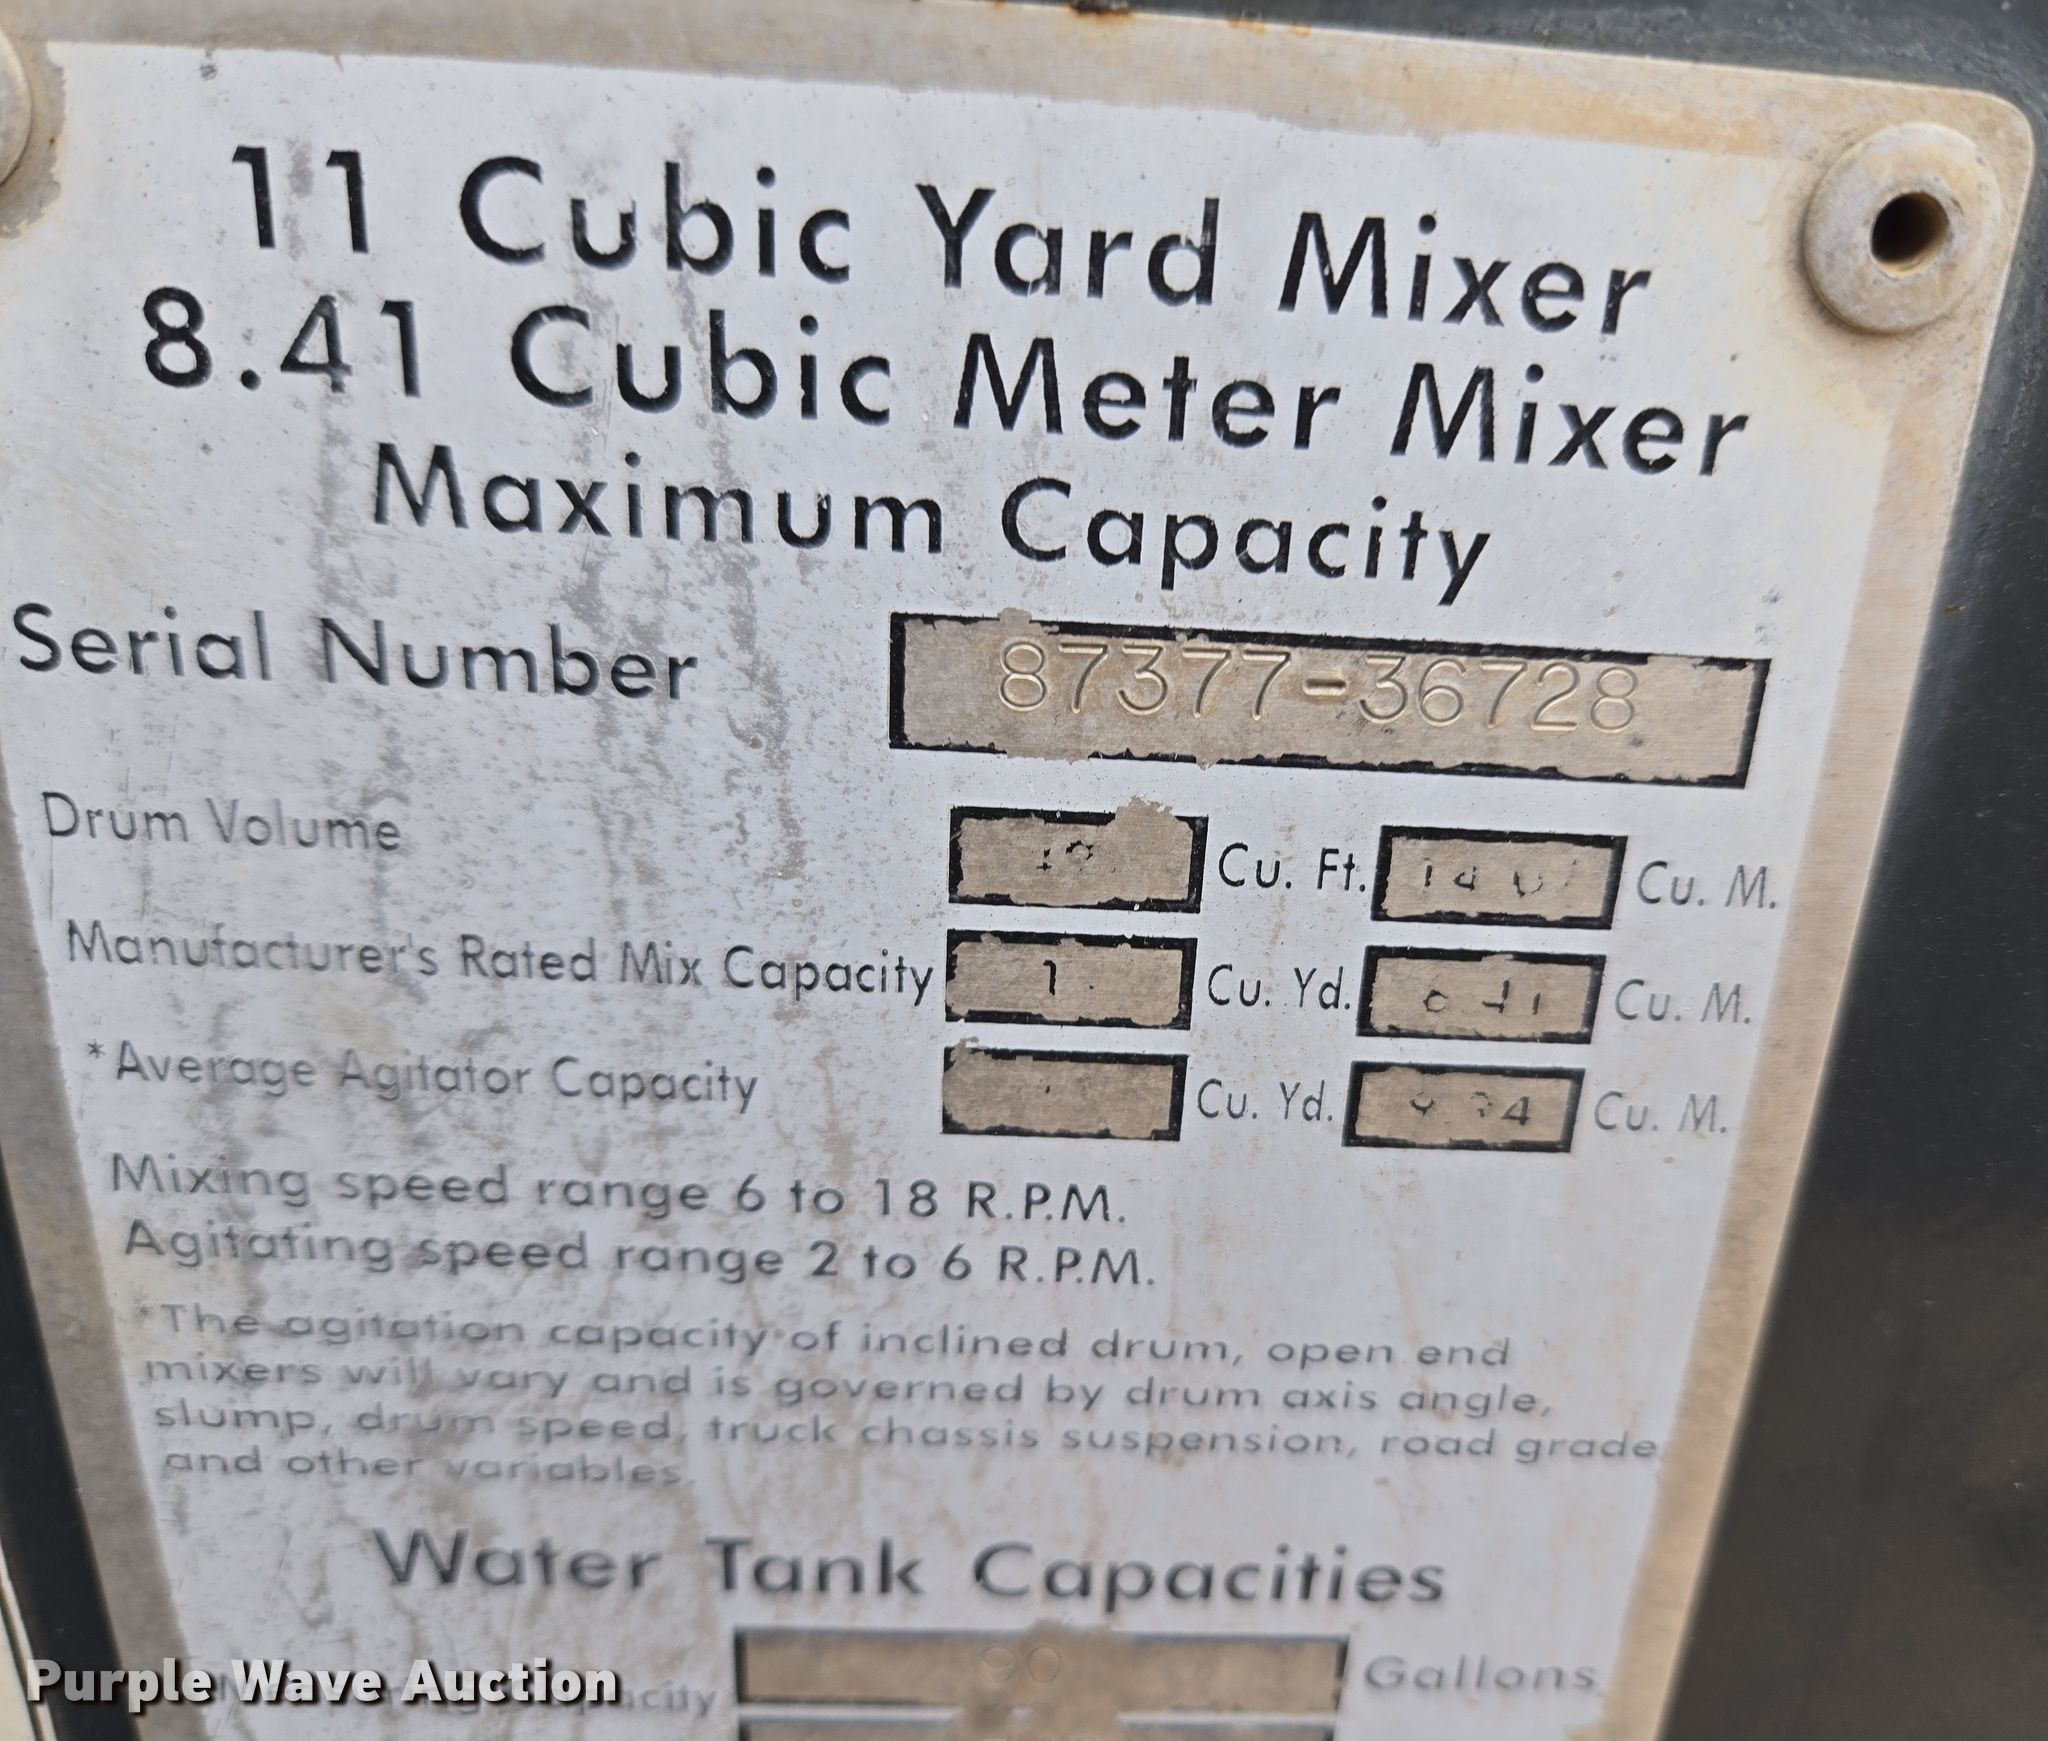 11 Cubic Yard Mixer
8.41 Cubic Meter Mixer
Maximum Capacity
Serial Number 87377-36728
Drum Volume Cu. Ft. Cu. M.
Manufacturer's Rated Mix Capacity Cu. Yd. Cu. M.
*Average Agitator Capacity Cu. Yd. Cu. M.
Mixing speed range 6 to 18 R.P.M.
Agitating speed range 2 to 6 R.P.M.
*The agitation capacity of inclined drum, open end
mixers will vary and is governed by drum axis angle,
slump, drum speed, truck chassis suspension, road grade
and other variables.
Water Tank Capacities
90 Gallons
Purple Wave Auction